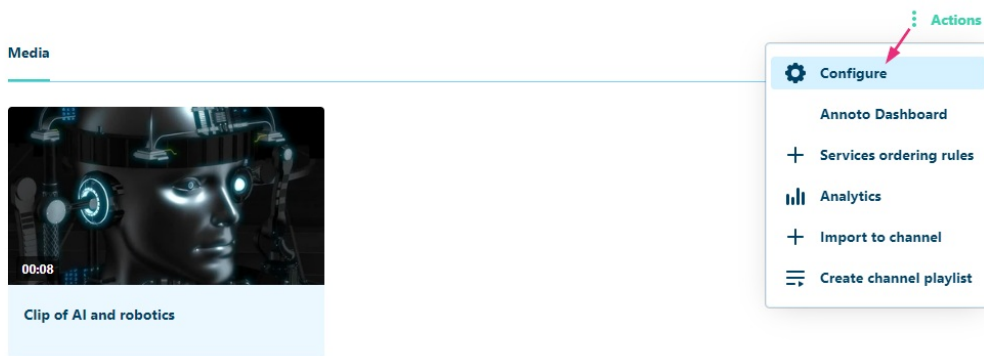 Actions
Media
Configure
Annoto Dashboard
Services ordering rules
Analytics
Import to channel
Create channel playlist
00:08
Clip of AI and robotics